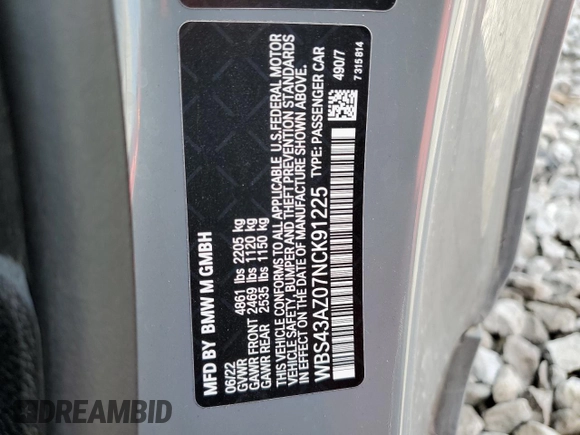 MFD BY BMW M GMBH
06/22
GVWR 4861 lbs 2205 kg
GAWR FRONT 2469 lbs 1120 kg
GAWR REAR 2535 lbs 1150 kg
THIS VEHICLE CONFORMS TO ALL APPLICABLE U.S.FEDERAL MOTOR
VEHICLE SAFETY, BUMPER AND THEFT PREVENTION STANDARDS
IN EFFECT ON THE DATE OF MANUFACTURE SHOWN ABOVE.
WBS43AZ07NCK91225 TYPE: PASSENGER CAR
490/7
7 315 814
DREAMBID